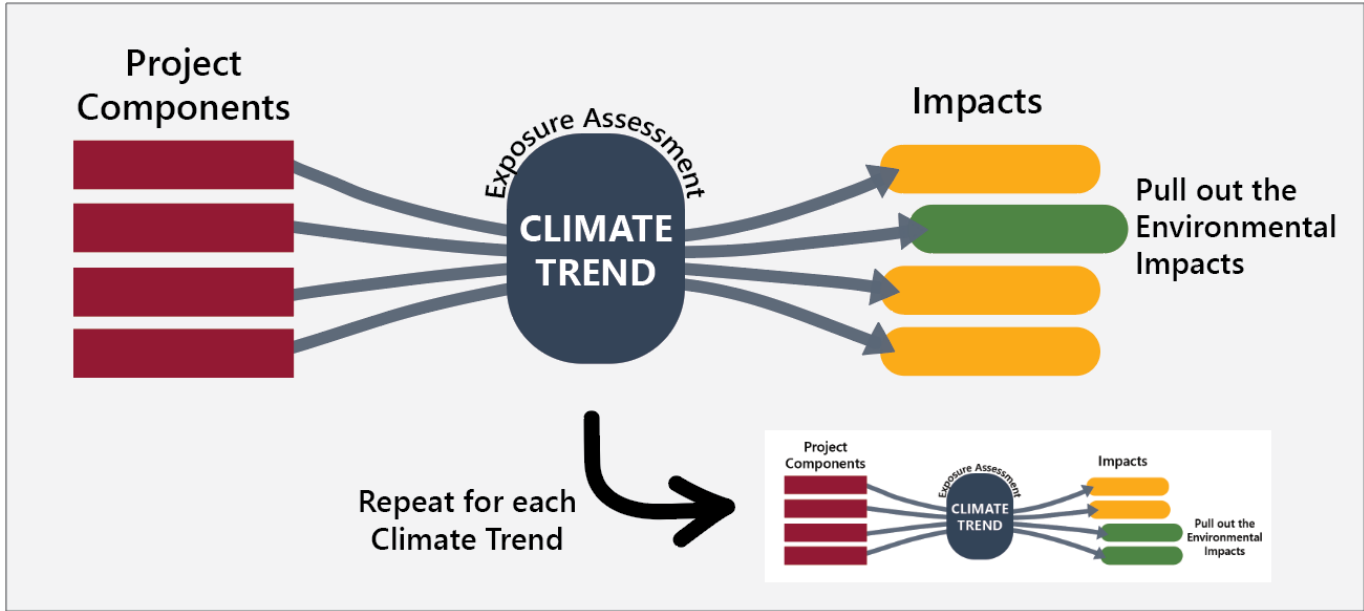 Project
Components
Exposure Assessment
CLIMATE
TREND
Impacts
Pull out the
Environmental
Impacts
Repeat for each
Climate Trend
Project
Components
Exposure Assessment
CLIMATE
TREND
Impacts
Pull out the
Environmental
Impacts